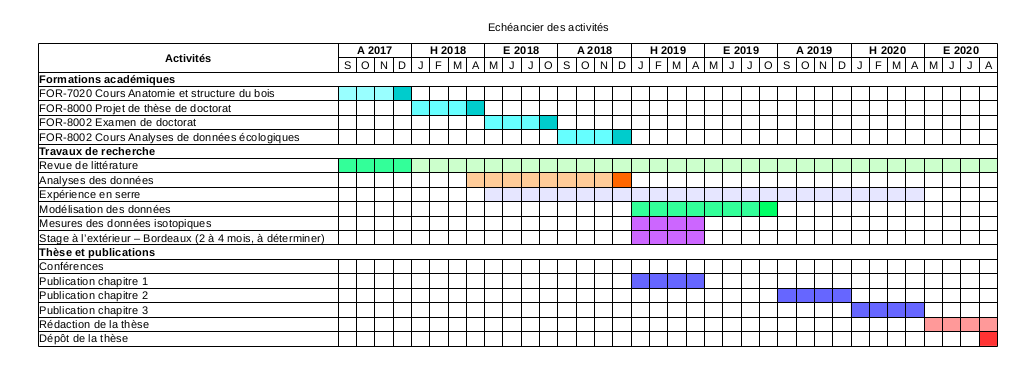 Echéancier des activités
Activités A 2017 H 2018 E 2018 A 2018 H 2019 E 2019 A 2019 H 2020 E 2020
S O N D J F M A M J J O S O N D J F M A M J J O S O N D J F M A M J J A
Formations académiques
FOR-7020 Cours Anatomie et structure du bois
FOR-8000 Projet de thèse de doctorat
FOR-8002 Examen de doctorat
FOR-8002 Cours Analyses de données écologiques
Travaux de recherche
Revue de littérature
Analyses des données
Expérience en serre
Modélisation des données
Mesures des données isotopiques
Stage à l'extérieur – Bordeaux (2 à 4 mois, à déterminer)
Thèse et publications
Conférences
Publication chapitre 1
Publication chapitre 2
Publication chapitre 3
Rédaction de la thèse
Dépôt de la thèse